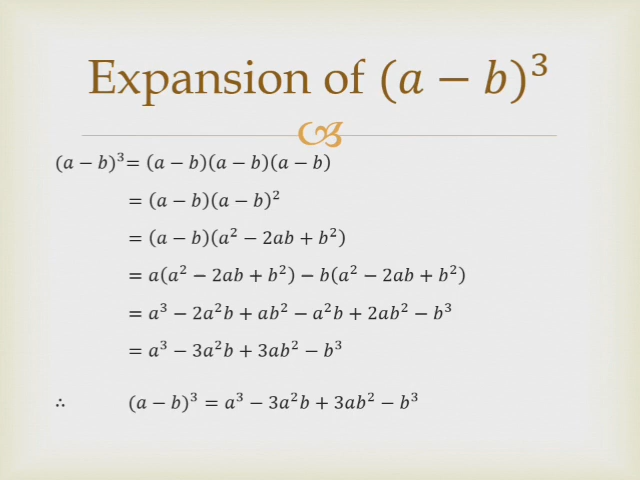 Expansion of (a − b)³
(a − b)³= (a − b)(a − b)(a − b)
= (a − b)(a − b)²
= (a − b)(a² − 2ab + b²)
= a(a² − 2ab + b²) − b(a² − 2ab + b²)
= a³ − 2a²b + ab² − a²b + 2ab² − b³
= a³ − 3a²b + 3ab² − b³
∴ (a − b)³ = a³ − 3a²b + 3ab² − b³